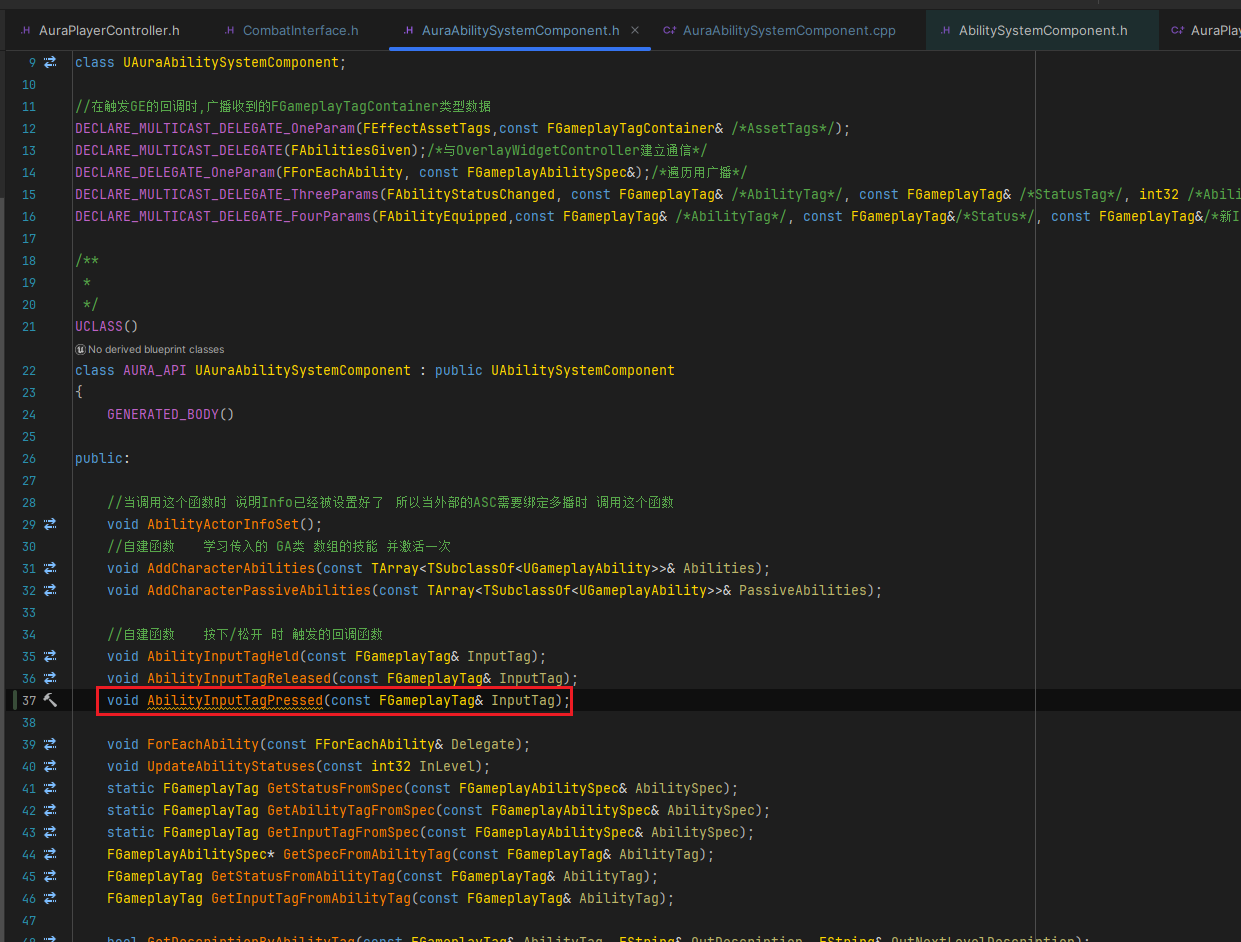 AuraPlayerController.h CombatInterface.h AuraAbilitySystemComponent.h AuraAbilitySystemComponent.cpp AbilitySystemComponent.h
9 class UAuraAbilitySystemComponent;
10
11 //在触发GE的回调时,广播收到的FGameplayTagContainer类型数据
12 DECLARE_MULTICAST_DELEGATE_OneParam(FEffectAssetTags,const FGameplayTagContainer& /*AssetTags*/);
13 DECLARE_MULTICAST_DELEGATE(FAbilitiesGiven);/*与OverlayWidgetController建立通信*/
14 DECLARE_DELEGATE_OneParam(FForEachAbility, const FGameplayAbilitySpec&);/*遍历用广播*/
15 DECLARE_MULTICAST_DELEGATE_ThreeParams(FAbilityStatusChanged, const FGameplayTag& /*AbilityTag*/, const FGameplayTag& /*StatusTag*/, int32 /*Abili
16 DECLARE_MULTICAST_DELEGATE_FourParams(FAbilityEquipped,const FGameplayTag& /*AbilityTag*/, const FGameplayTag&/*Status*/, const FGameplayTag&/*新I
17
18 /**
19 *
20 */
21 UCLASS()
No derived blueprint classes
22 class AURA_API UAuraAbilitySystemComponent : public UAbilitySystemComponent
23 {
24 GENERATED_BODY()
25
26 public:
27
28 //当调用这个函数时 说明Info已经被设置好了 所以当外部的ASC需要绑定多播时 调用这个函数
29 void AbilityActorInfoSet();
30 //自建函数 学习传入的 GA类 数组的技能 并激活一次
31 void AddCharacterAbilities(const TArray<TSubclassOf<UGameplayAbility>>& Abilities);
32 void AddCharacterPassiveAbilities(const TArray<TSubclassOf<UGameplayAbility>>& PassiveAbilities);
33
34 //自建函数 按下/松开 时 触发的回调函数
35 void AbilityInputTagHeld(const FGameplayTag& InputTag);
36 void AbilityInputTagReleased(const FGameplayTag& InputTag);
37 void AbilityInputTagPressed(const FGameplayTag& InputTag);
38
39 void ForEachAbility(const FForEachAbility& Delegate);
40 void UpdateAbilityStatuses(const int32 InLevel);
41 static FGameplayTag GetStatusFromSpec(const FGameplayAbilitySpec& AbilitySpec);
42 static FGameplayTag GetAbilityTagFromSpec(const FGameplayAbilitySpec& AbilitySpec);
43 static FGameplayTag GetInputTagFromSpec(const FGameplayAbilitySpec& AbilitySpec);
44 FGameplayAbilitySpec* GetSpecFromAbilityTag(const FGameplayTag& AbilityTag);
45 FGameplayTag GetStatusFromAbilityTag(const FGameplayTag& AbilityTag);
46 FGameplayTag GetInputTagFromAbilityTag(const FGameplayTag& AbilityTag);
47
48 bool GetDescriptionByAbilityTag(const FGameplayTag& AbilityTag, FString& OutDescription, FString& OutNextLevelDescription);